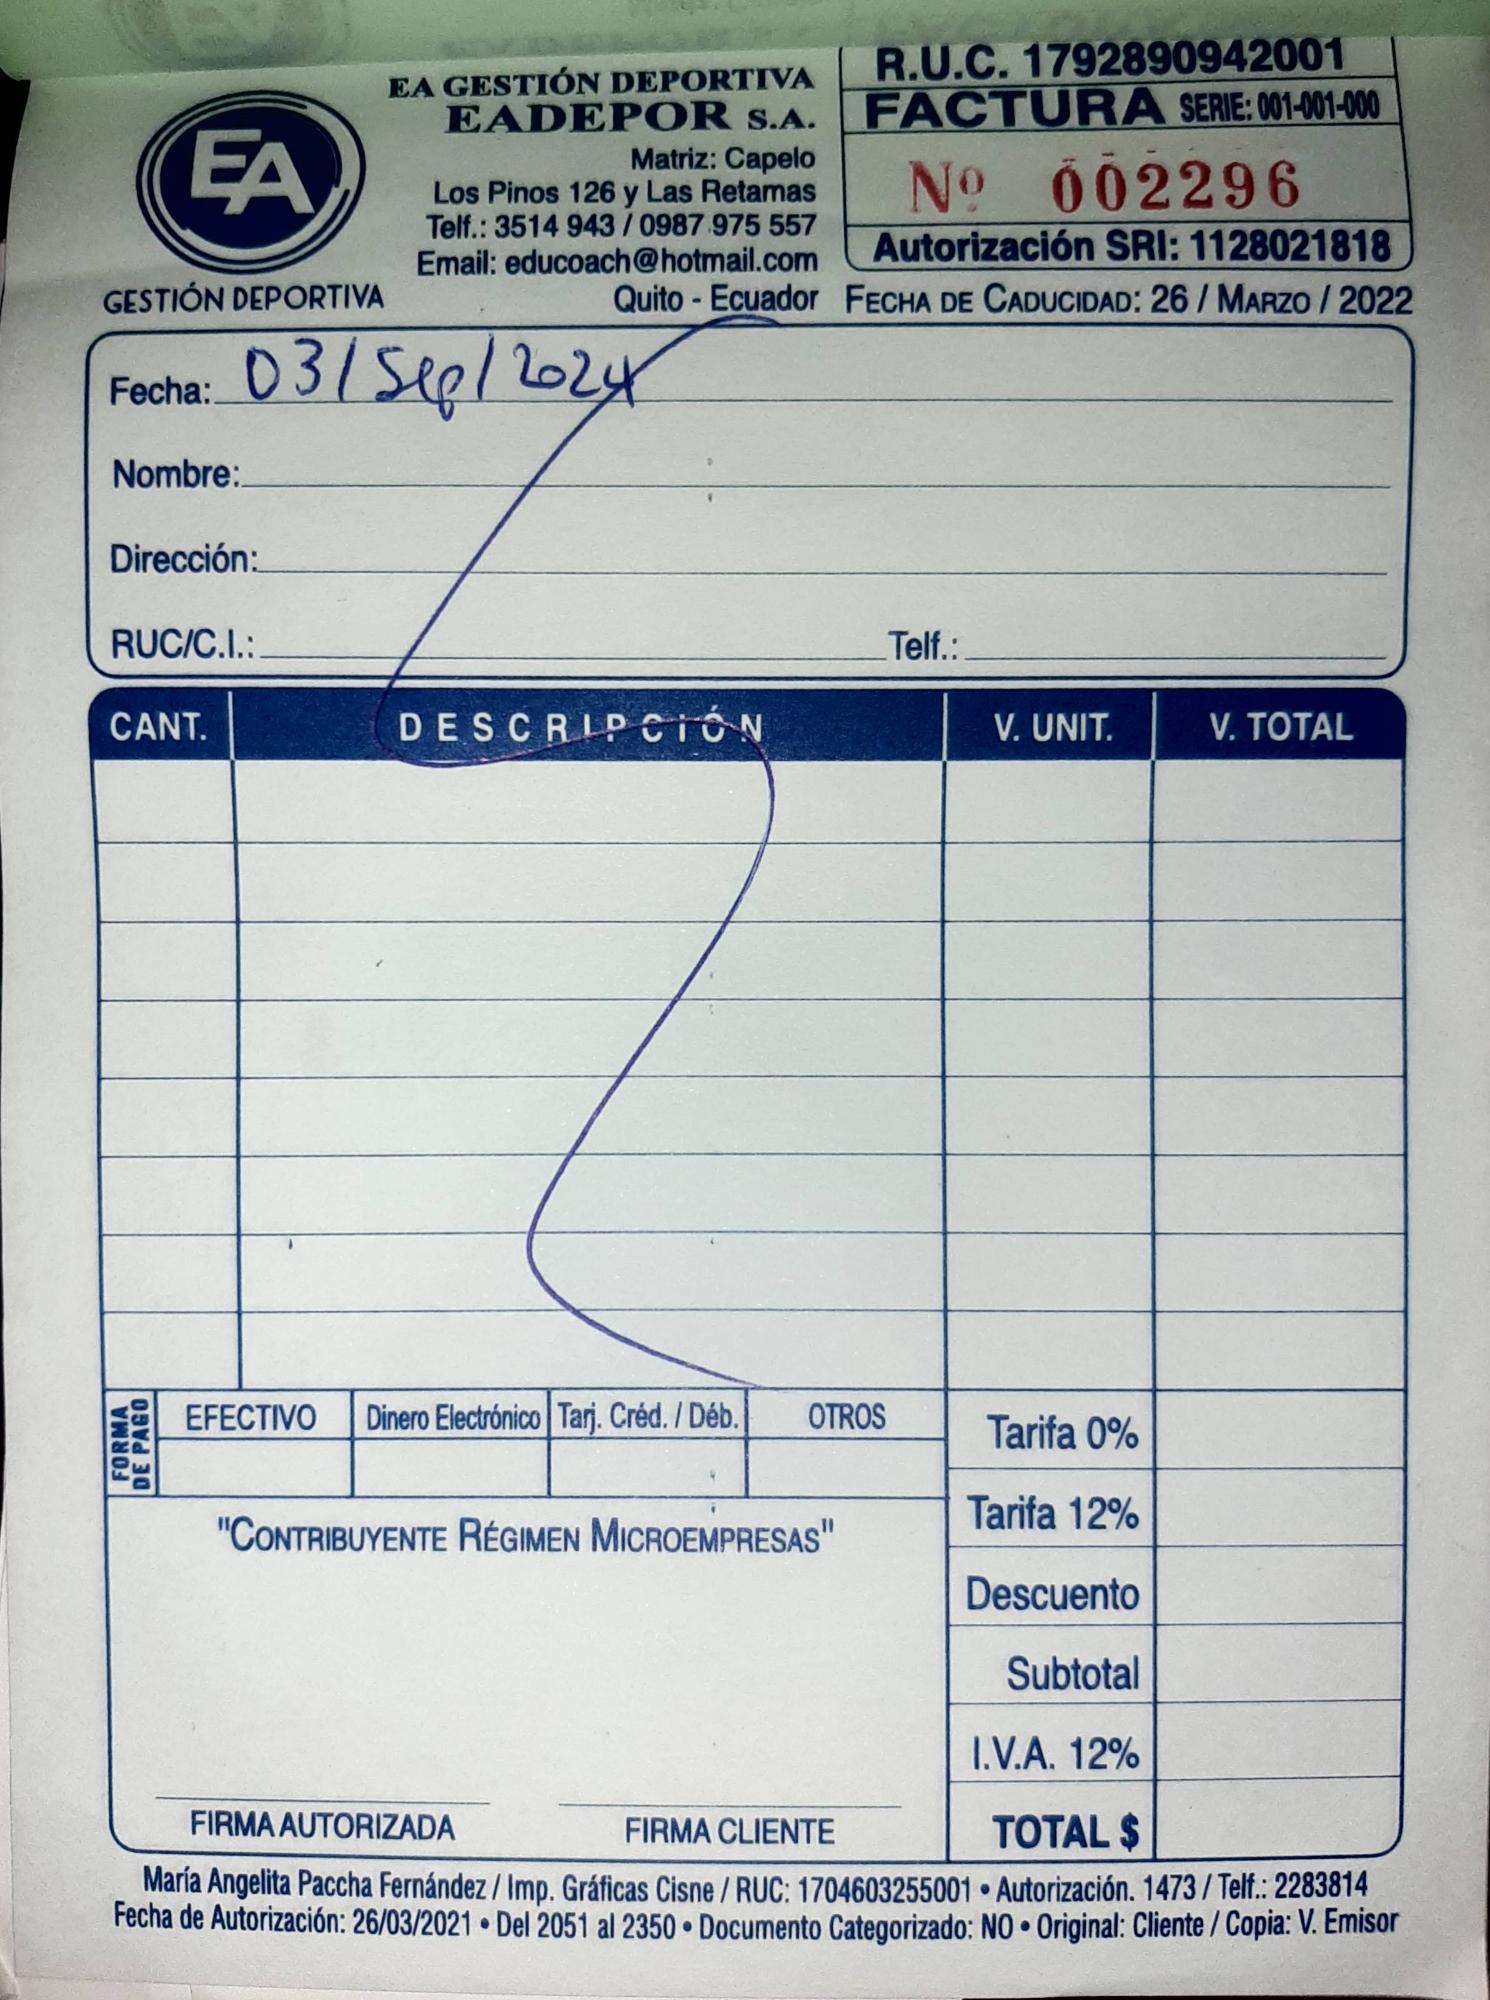 EA GESTIÓN DEPORTIVA
EADEPOR S.A.
Matriz: Capelo
Los Pinos 126 y Las Retamas
Telf.: 3514 943 / 0987 975 557
Email: educoach@hotmail.com
Quito - Ecuador
EA
GESTIÓN DEPORTIVA
R.U.C. 1792890942001
FACTURA SERIE: 001-001-000
Nº 002296
Autorización SRI: 1128021818
FECHA DE CADUCIDAD: 26 / MARZO / 2022
Fecha: 03/Sep/2024
Nombre:
Dirección:
RUC/C.I.: Telf.:
CANT. DESCRIPCIÓN V. UNIT. V. TOTAL
FORMA DE PAGO
EFECTIVO Dinero Electrónico Tarj. Créd. / Déb. OTROS
"CONTRIBUYENTE RÉGIMEN MICROEMPRESAS"
Tarifa 0%
Tarifa 12%
Descuento
Subtotal
I.V.A. 12%
TOTAL $
FIRMA AUTORIZADA FIRMA CLIENTE
María Angelita Paccha Fernández / Imp. Gráficas Cisne / RUC: 1704603255001 • Autorización. 1473 / Telf.: 2283814
Fecha de Autorización: 26/03/2021 • Del 2051 al 2350 • Documento Categorizado: NO • Original: Cliente / Copia: V. Emisor